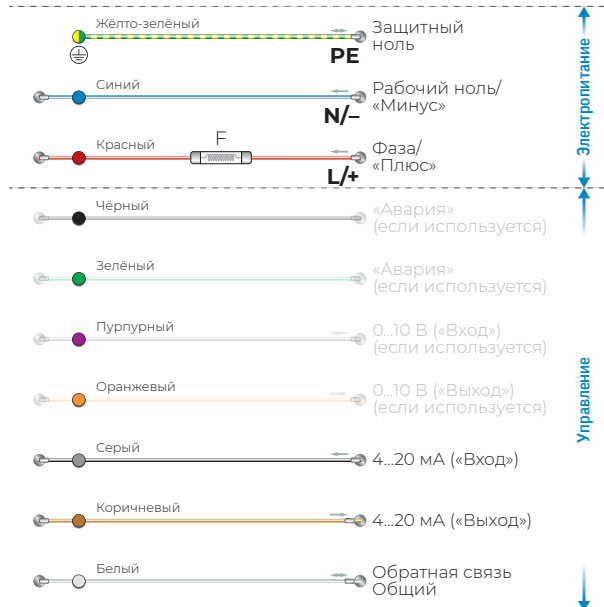 Жёлто-зелёный
PE
Защитный
ноль
Синий
N/–
Рабочий ноль/
«Минус»
Красный
F
L/+
Фаза/
«Плюс»
Электропитание
Чёрный
«Авария»
(если используется)
Зелёный
«Авария»
(если используется)
Пурпурный
0...10 В («Вход»)
(если используется)
Оранжевый
0...10 В («Выход»)
(если используется)
Серый
4...20 мА («Вход»)
Коричневый
4...20 мА («Выход»)
Белый
Обратная связь
Общий
Управление